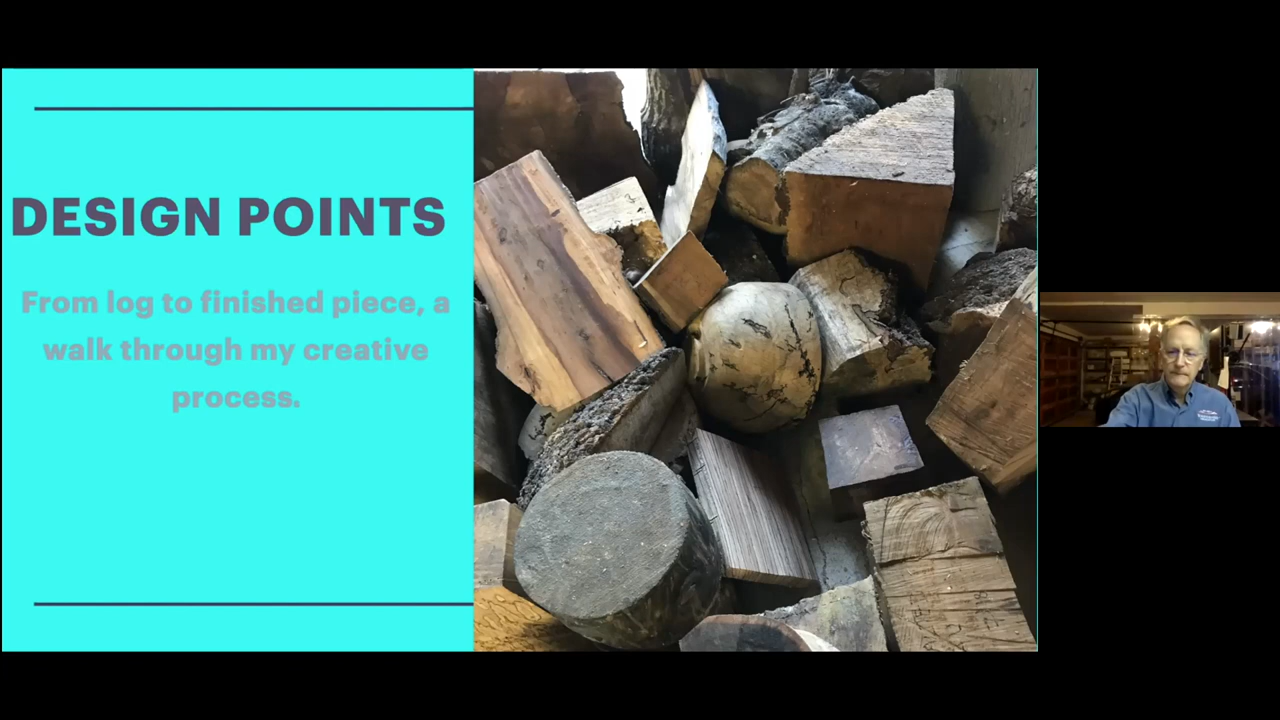 DESIGN POINTS
From log to finished piece, a
walk through my creative
process.